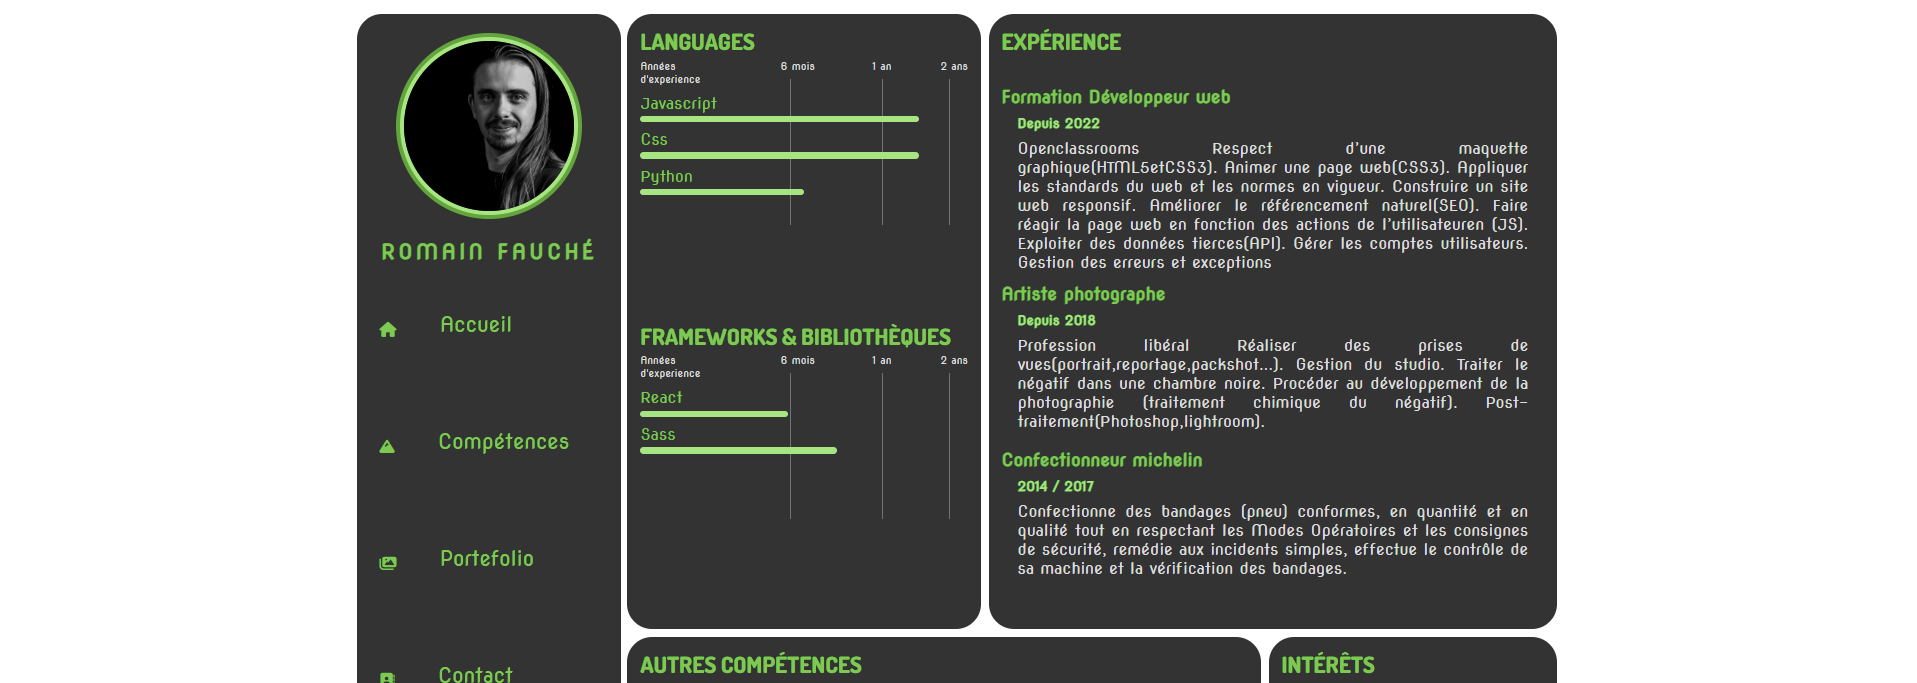 ROMAIN FAUCHÉ
Accueil
Compétences
Portefolio
Contact
LANGUAGES
Années
d'experience
6 mois
1 an
2 ans
Javascript
Css
Python
FRAMEWORKS & BIBLIOTHÈQUES
Années
d'experience
6 mois
1 an
2 ans
React
Sass
EXPÉRIENCE
Formation Développeur web
Depuis 2022
Openclassrooms Respect d'une maquette
graphique(HTML5etCSS3). Animer une page web(CSS3). Appliquer
les standards du web et les normes en vigueur. Construire un site
web responsif. Améliorer le référencement naturel(SEO). Faire
réagir la page web en fonction des actions de l'utilisateuren (JS).
Exploiter des données tierces(API). Gérer les comptes utilisateurs.
Gestion des erreurs et exceptions
Artiste photographe
Depuis 2018
Profession libéral Réaliser des prises de
vues(portrait,reportage,packshot...). Gestion du studio. Traiter le
négatif dans une chambre noire. Procéder au développement de la
photographie (traitement chimique du négatif). Post-
traitement(Photoshop,lightroom).
Confectionneur michelin
2014 / 2017
Confectionne des bandages (pneu) conformes, en quantité et en
qualité tout en respectant les Modes Opératoires et les consignes
de sécurité, remédie aux incidents simples, effectue le contrôle de
sa machine et la vérification des bandages.
AUTRES COMPÉTENCES
INTÉRÊTS